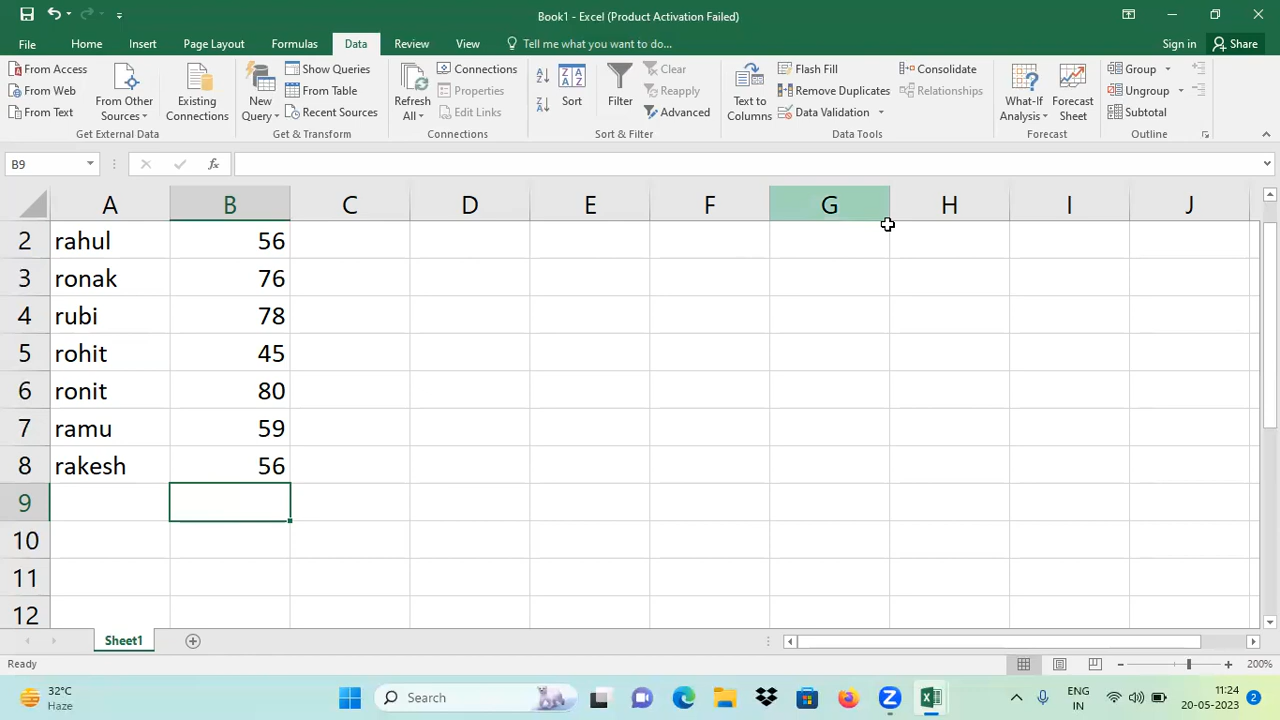 Book1 - Excel (Product Activation Failed)
File Home Insert Page Layout Formulas Data Review View Tell me what you want to do... Sign in Share
From Access
From Web
From Text
From Other Sources
Existing Connections
Get External Data
New Query
Show Queries
From Table
Recent Sources
Get & Transform
Refresh All
Connections
Properties
Edit Links
Connections
Sort
Filter
Clear
Reapply
Advanced
Sort & Filter
Text to Columns
Flash Fill
Remove Duplicates
Data Validation
Consolidate
Relationships
Data Tools
What-If Analysis
Forecast Sheet
Forecast
Group
Ungroup
Subtotal
Outline
B9 fx
A B C D E F G H I J
2 rahul 56
3 ronak 76
4 rubi 78
5 rohit 45
6 ronit 80
7 ramu 59
8 rakesh 56
9
10
11
12
Sheet1
Ready 200%
32°C
Haze
Search
ENG
IN
11:24
20-05-2023
2